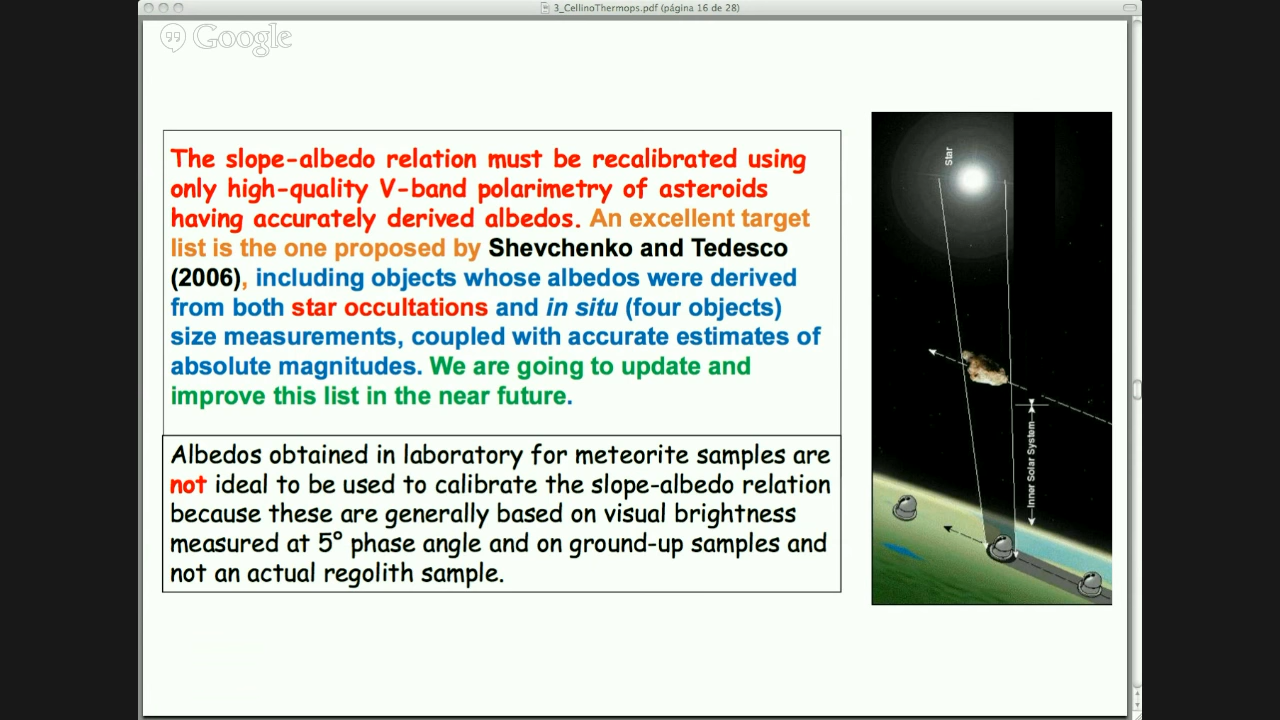 3_CellinoThermops.pdf (página 16 de 28)
Google
The slope-albedo relation must be recalibrated using
only high-quality V-band polarimetry of asteroids
having accurately derived albedos. An excellent target
list is the one proposed by Shevchenko and Tedesco
(2006), including objects whose albedos were derived
from both star occultations and in situ (four objects)
size measurements, coupled with accurate estimates of
absolute magnitudes. We are going to update and
improve this list in the near future.
Albedos obtained in laboratory for meteorite samples are
not ideal to be used to calibrate the slope-albedo relation
because these are generally based on visual brightness
measured at 5° phase angle and on ground-up samples and
not an actual regolith sample.
Star
Inner Solar System